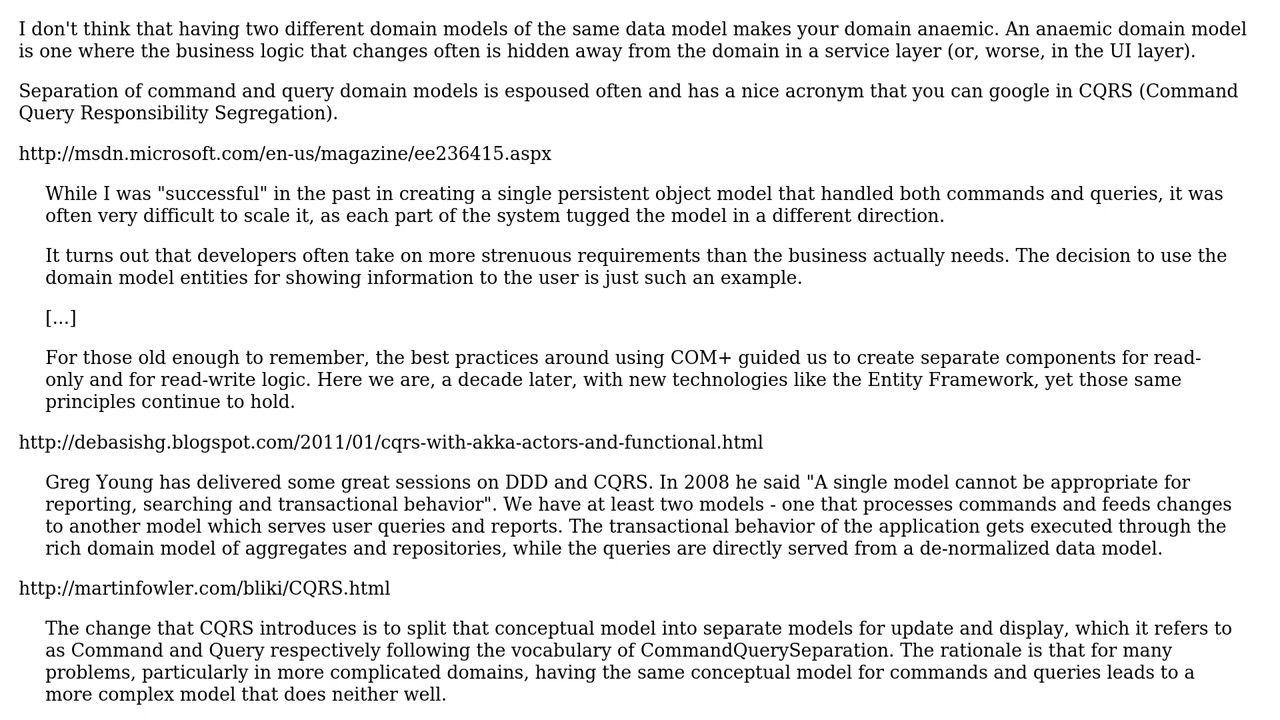 I don't think that having two different domain models of the same data model makes your domain anaemic. An anaemic domain model
is one where the business logic that changes often is hidden away from the domain in a service layer (or, worse, in the UI layer).
Separation of command and query domain models is espoused often and has a nice acronym that you can google in CQRS (Command
Query Responsibility Segregation).
http://msdn.microsoft.com/en-us/magazine/ee236415.aspx
While I was "successful" in the past in creating a single persistent object model that handled both commands and queries, it was
often very difficult to scale it, as each part of the system tugged the model in a different direction.
It turns out that developers often take on more strenuous requirements than the business actually needs. The decision to use the
domain model entities for showing information to the user is just such an example.
[...]
For those old enough to remember, the best practices around using COM+ guided us to create separate components for read-
only and for read-write logic. Here we are, a decade later, with new technologies like the Entity Framework, yet those same
principles continue to hold.
http://debasishg.blogspot.com/2011/01/cqrs-with-akka-actors-and-functional.html
Greg Young has delivered some great sessions on DDD and CQRS. In 2008 he said "A single model cannot be appropriate for
reporting, searching and transactional behavior". We have at least two models - one that processes commands and feeds changes
to another model which serves user queries and reports. The transactional behavior of the application gets executed through the
rich domain model of aggregates and repositories, while the queries are directly served from a de-normalized data model.
http://martinfowler.com/bliki/CQRS.html
The change that CQRS introduces is to split that conceptual model into separate models for update and display, which it refers to
as Command and Query respectively following the vocabulary of CommandQuerySeparation. The rationale is that for many
problems, particularly in more complicated domains, having the same conceptual model for commands and queries leads to a
more complex model that does neither well.